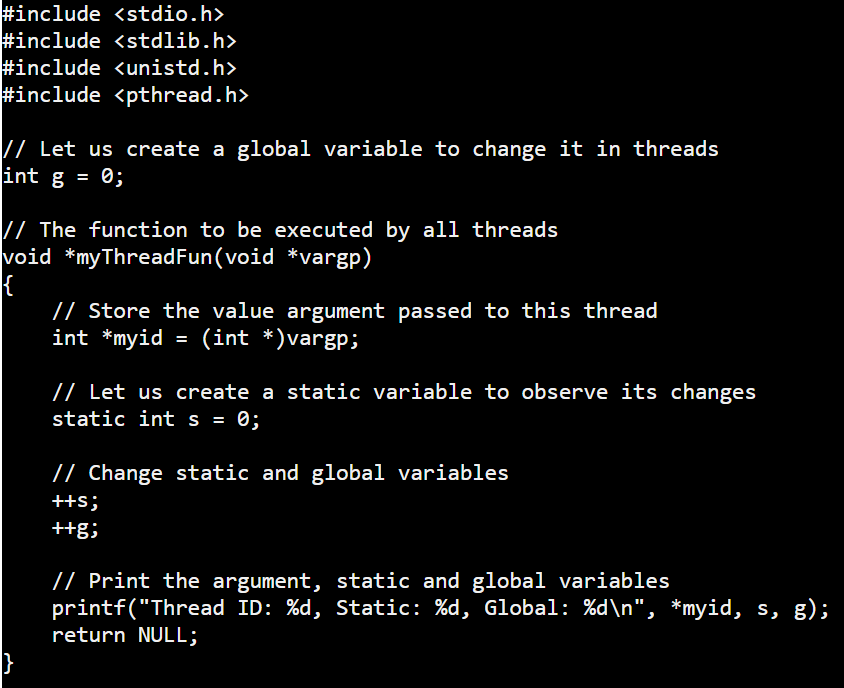 #include <stdio.h>
#include <stdlib.h>
#include <unistd.h>
#include <pthread.h>

// Let us create a global variable to change it in threads
int g = 0;

// The function to be executed by all threads
void *myThreadFun(void *vargp)
{
    // Store the value argument passed to this thread
    int *myid = (int *)vargp;

    // Let us create a static variable to observe its changes
    static int s = 0;

    // Change static and global variables
    ++s;
    ++g;

    // Print the argument, static and global variables
    printf("Thread ID: %d, Static: %d, Global: %d\n", *myid, s, g);
    return NULL;
}